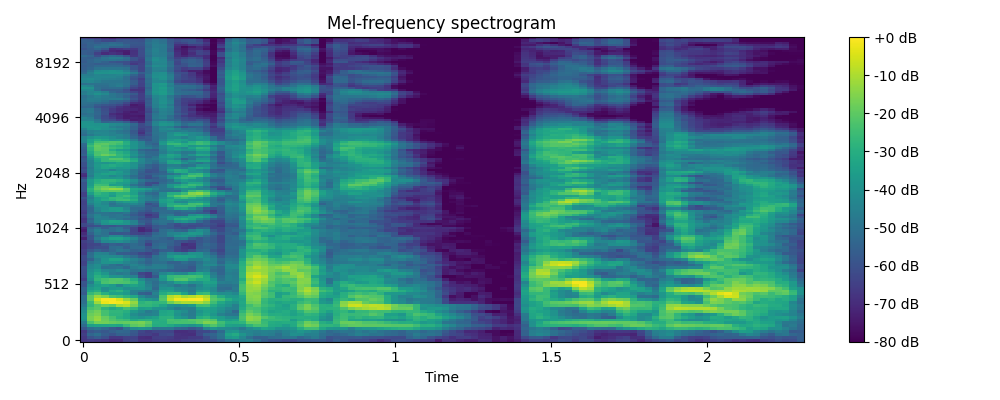 Mel-frequency spectrogram
Hz
8192
4096
2048
1024
512
0
0
0.5
1
1.5
2
Time
+0 dB
-10 dB
-20 dB
-30 dB
-40 dB
-50 dB
-60 dB
-70 dB
-80 dB